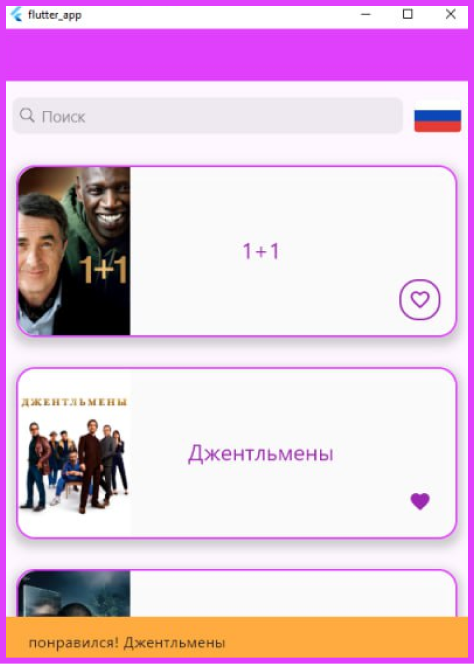 flutter_app
Поиск
1+1
1+1
ДЖЕНТЛЬМЕНЫ
Джентльмены
понравился! Джентльмены